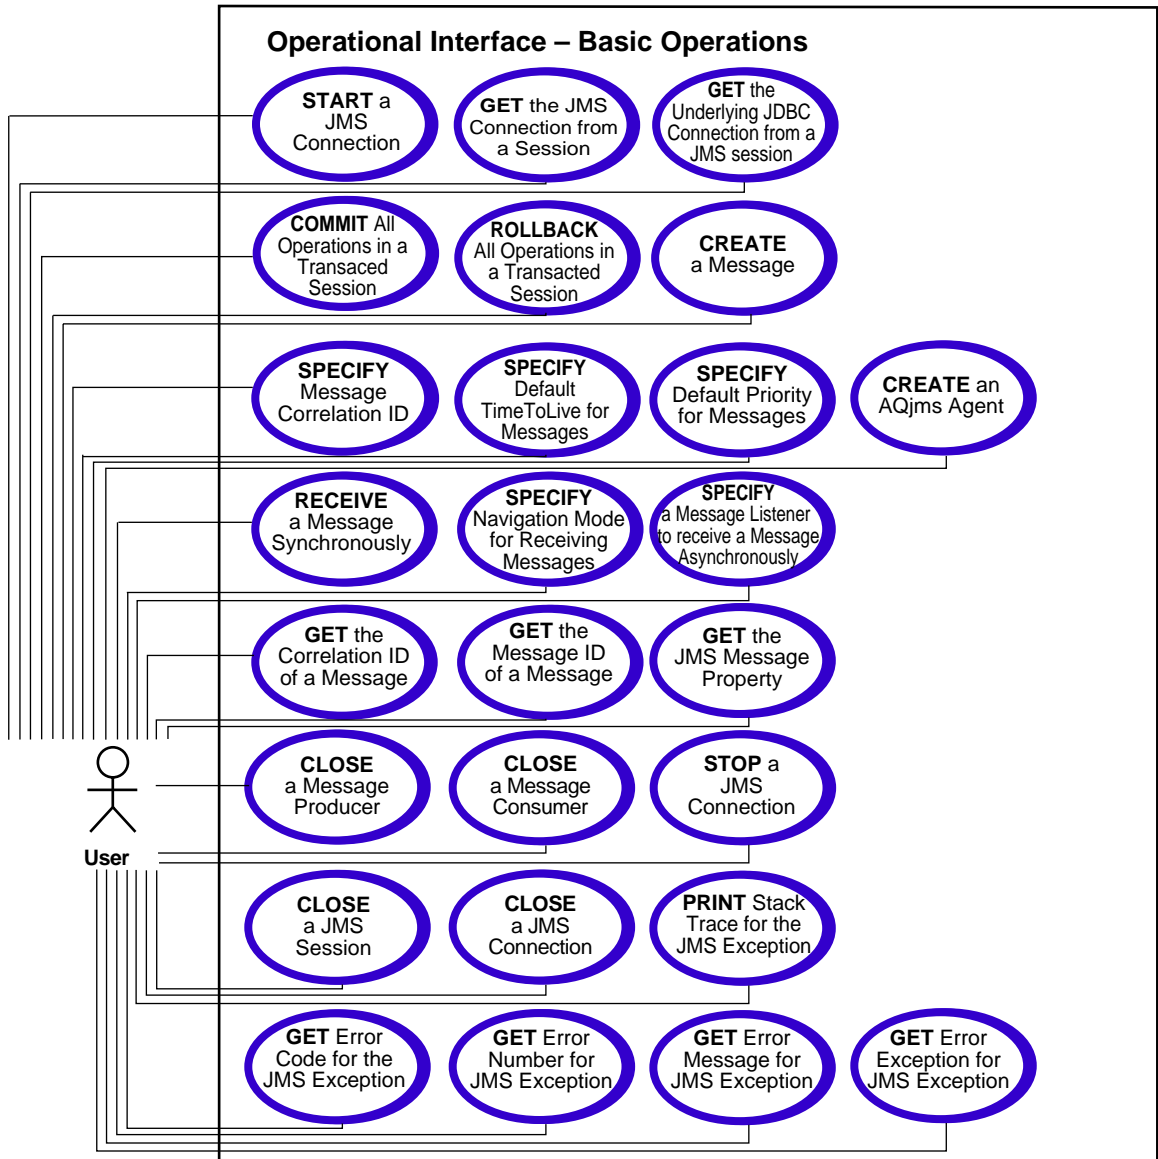 Operational Interface – Basic Operations
START a
JMS
Connection
GET the JMS
Connection from
a Session
GET the
Underlying JDBC
Connection from a
JMS session
COMMIT All
Operations in a
Transaced
Session
ROLLBACK
All Operations in
a Transacted
Session
CREATE
a Message
SPECIFY
Message
Correlation ID
SPECIFY
Default
TimeToLive for
Messages
SPECIFY
Default Priority
for Messages
CREATE an
AQjms Agent
RECEIVE
a Message
Synchronously
SPECIFY
Navigation Mode
for Receiving
Messages
SPECIFY
a Message Listener
to receive a Message
Asynchronously
GET the
Correlation ID
of a Message
GET the
Message ID
of a Message
GET the
JMS Message
Property
CLOSE
a Message
Producer
CLOSE
a Message
Consumer
STOP a
JMS
Connection
User
CLOSE
a JMS
Session
CLOSE
a JMS
Connection
PRINT Stack
Trace for the
JMS Exception
GET Error
Code for the
JMS Exception
GET Error
Number for
JMS Exception
GET Error
Message for
JMS Exception
GET Error
Exception for
JMS Exception